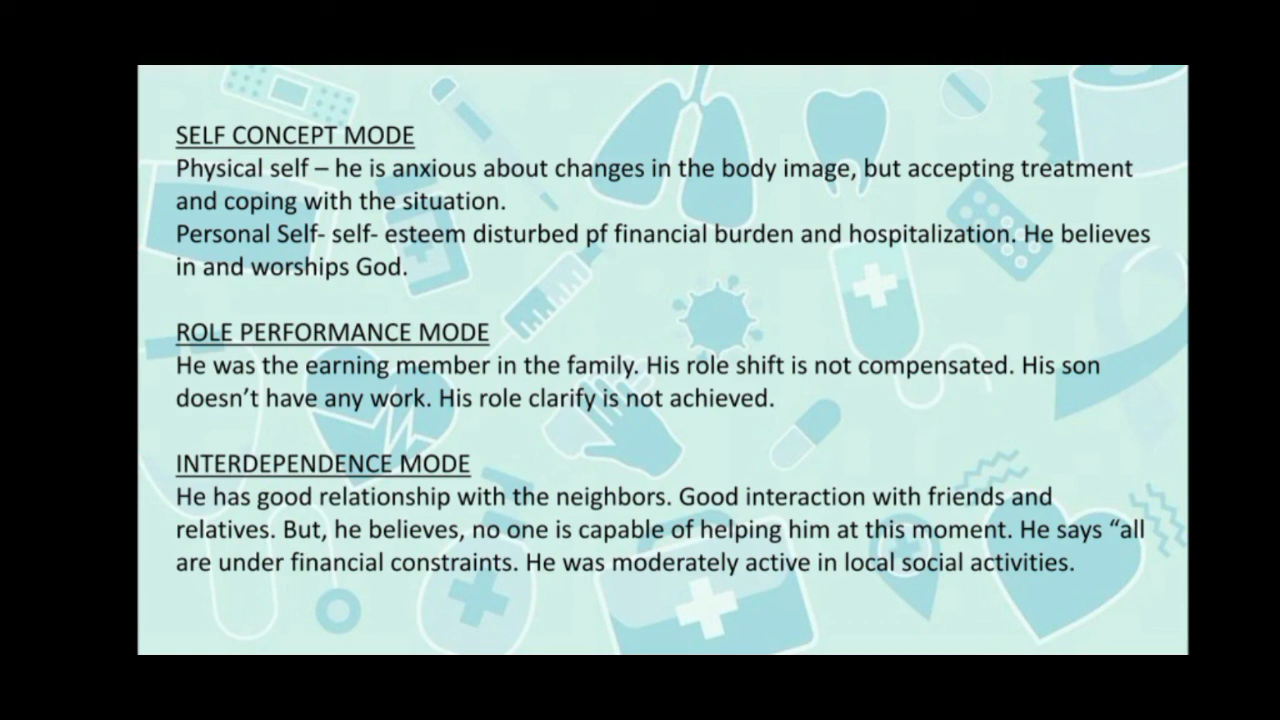 SELF CONCEPT MODE
Physical self – he is anxious about changes in the body image, but accepting treatment
and coping with the situation.
Personal Self- self- esteem disturbed pf financial burden and hospitalization. He believes
in and worships God.
ROLE PERFORMANCE MODE
He was the earning member in the family. His role shift is not compensated. His son
doesn’t have any work. His role clarify is not achieved.
INTERDEPENDENCE MODE
He has good relationship with the neighbors. Good interaction with friends and
relatives. But, he believes, no one is capable of helping him at this moment. He says “all
are under financial constraints. He was moderately active in local social activities.